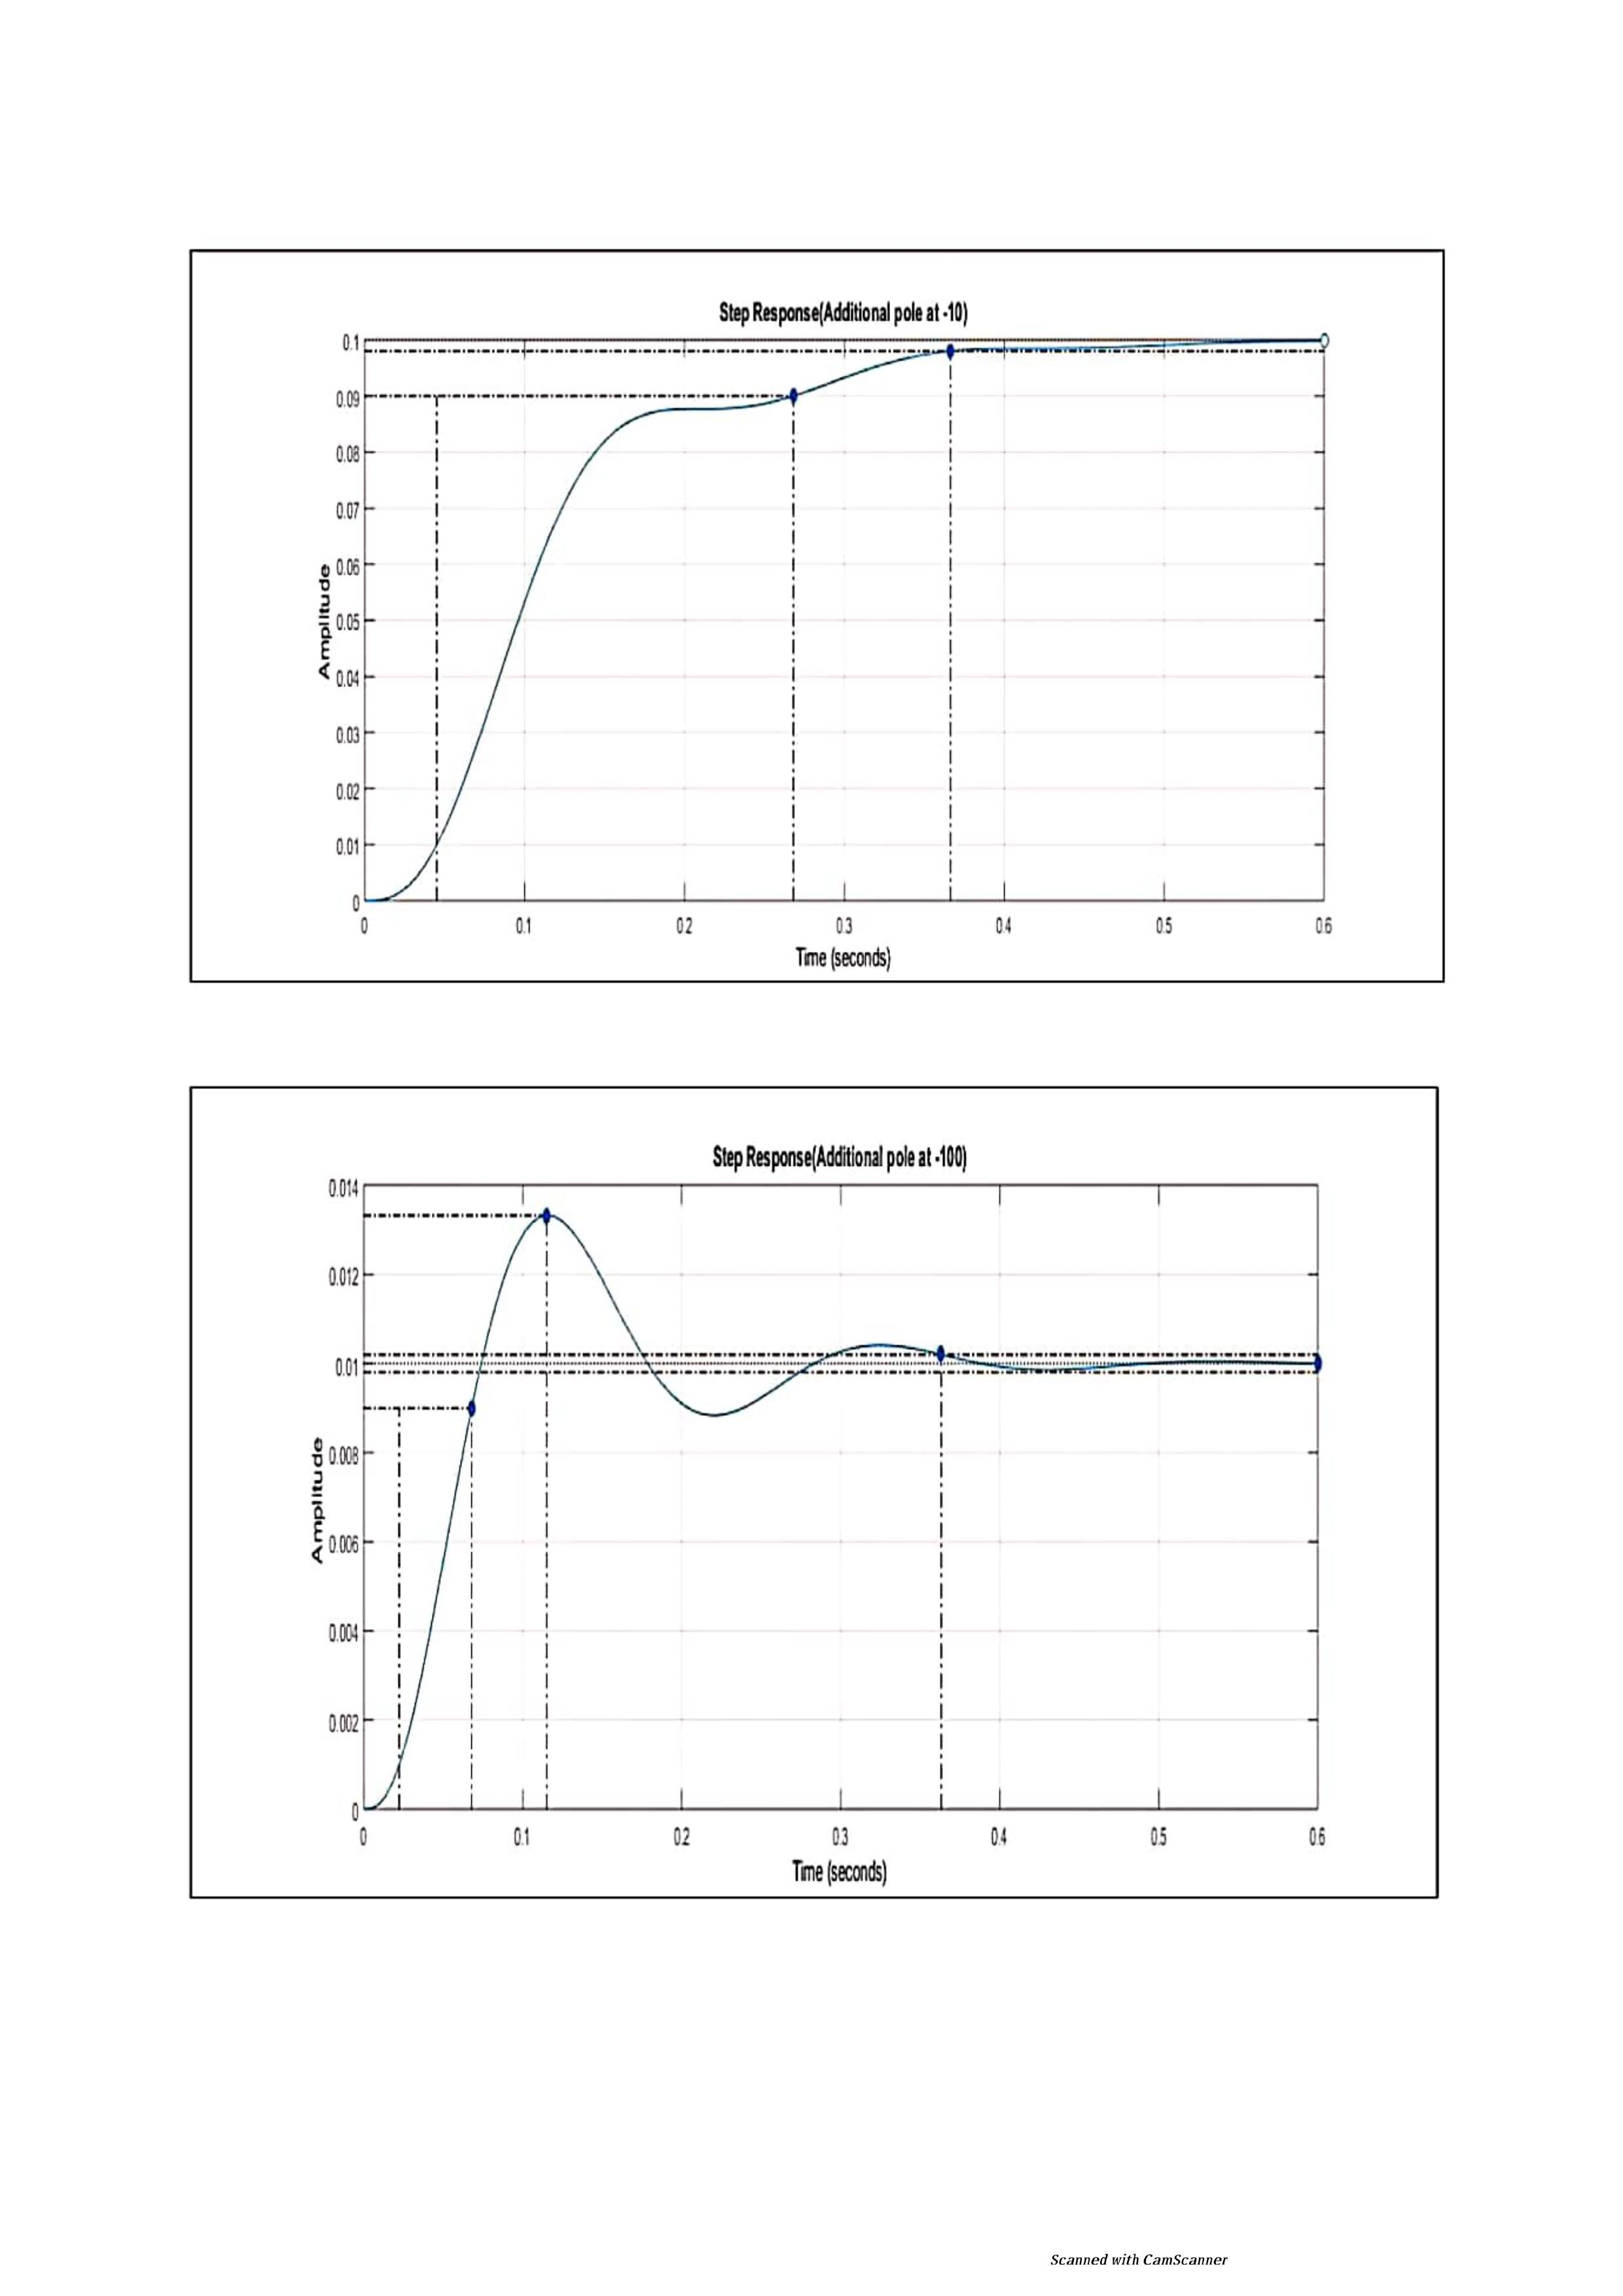 Step Response(Additional pole at -10)
0.1
0.09
0.08
0.07
0.06
0.05
0.04
0.03
0.02
0.01
0
Amplitude
0 0.1 0.2 0.3 0.4 0.5 0.6
Time (seconds)
Step Response(Additional pole at -100)
0.014
0.012
0.01
0.008
0.006
0.004
0.002
0
Amplitude
0 0.1 0.2 0.3 0.4 0.5 0.6
Time (seconds)
Scanned with CamScanner